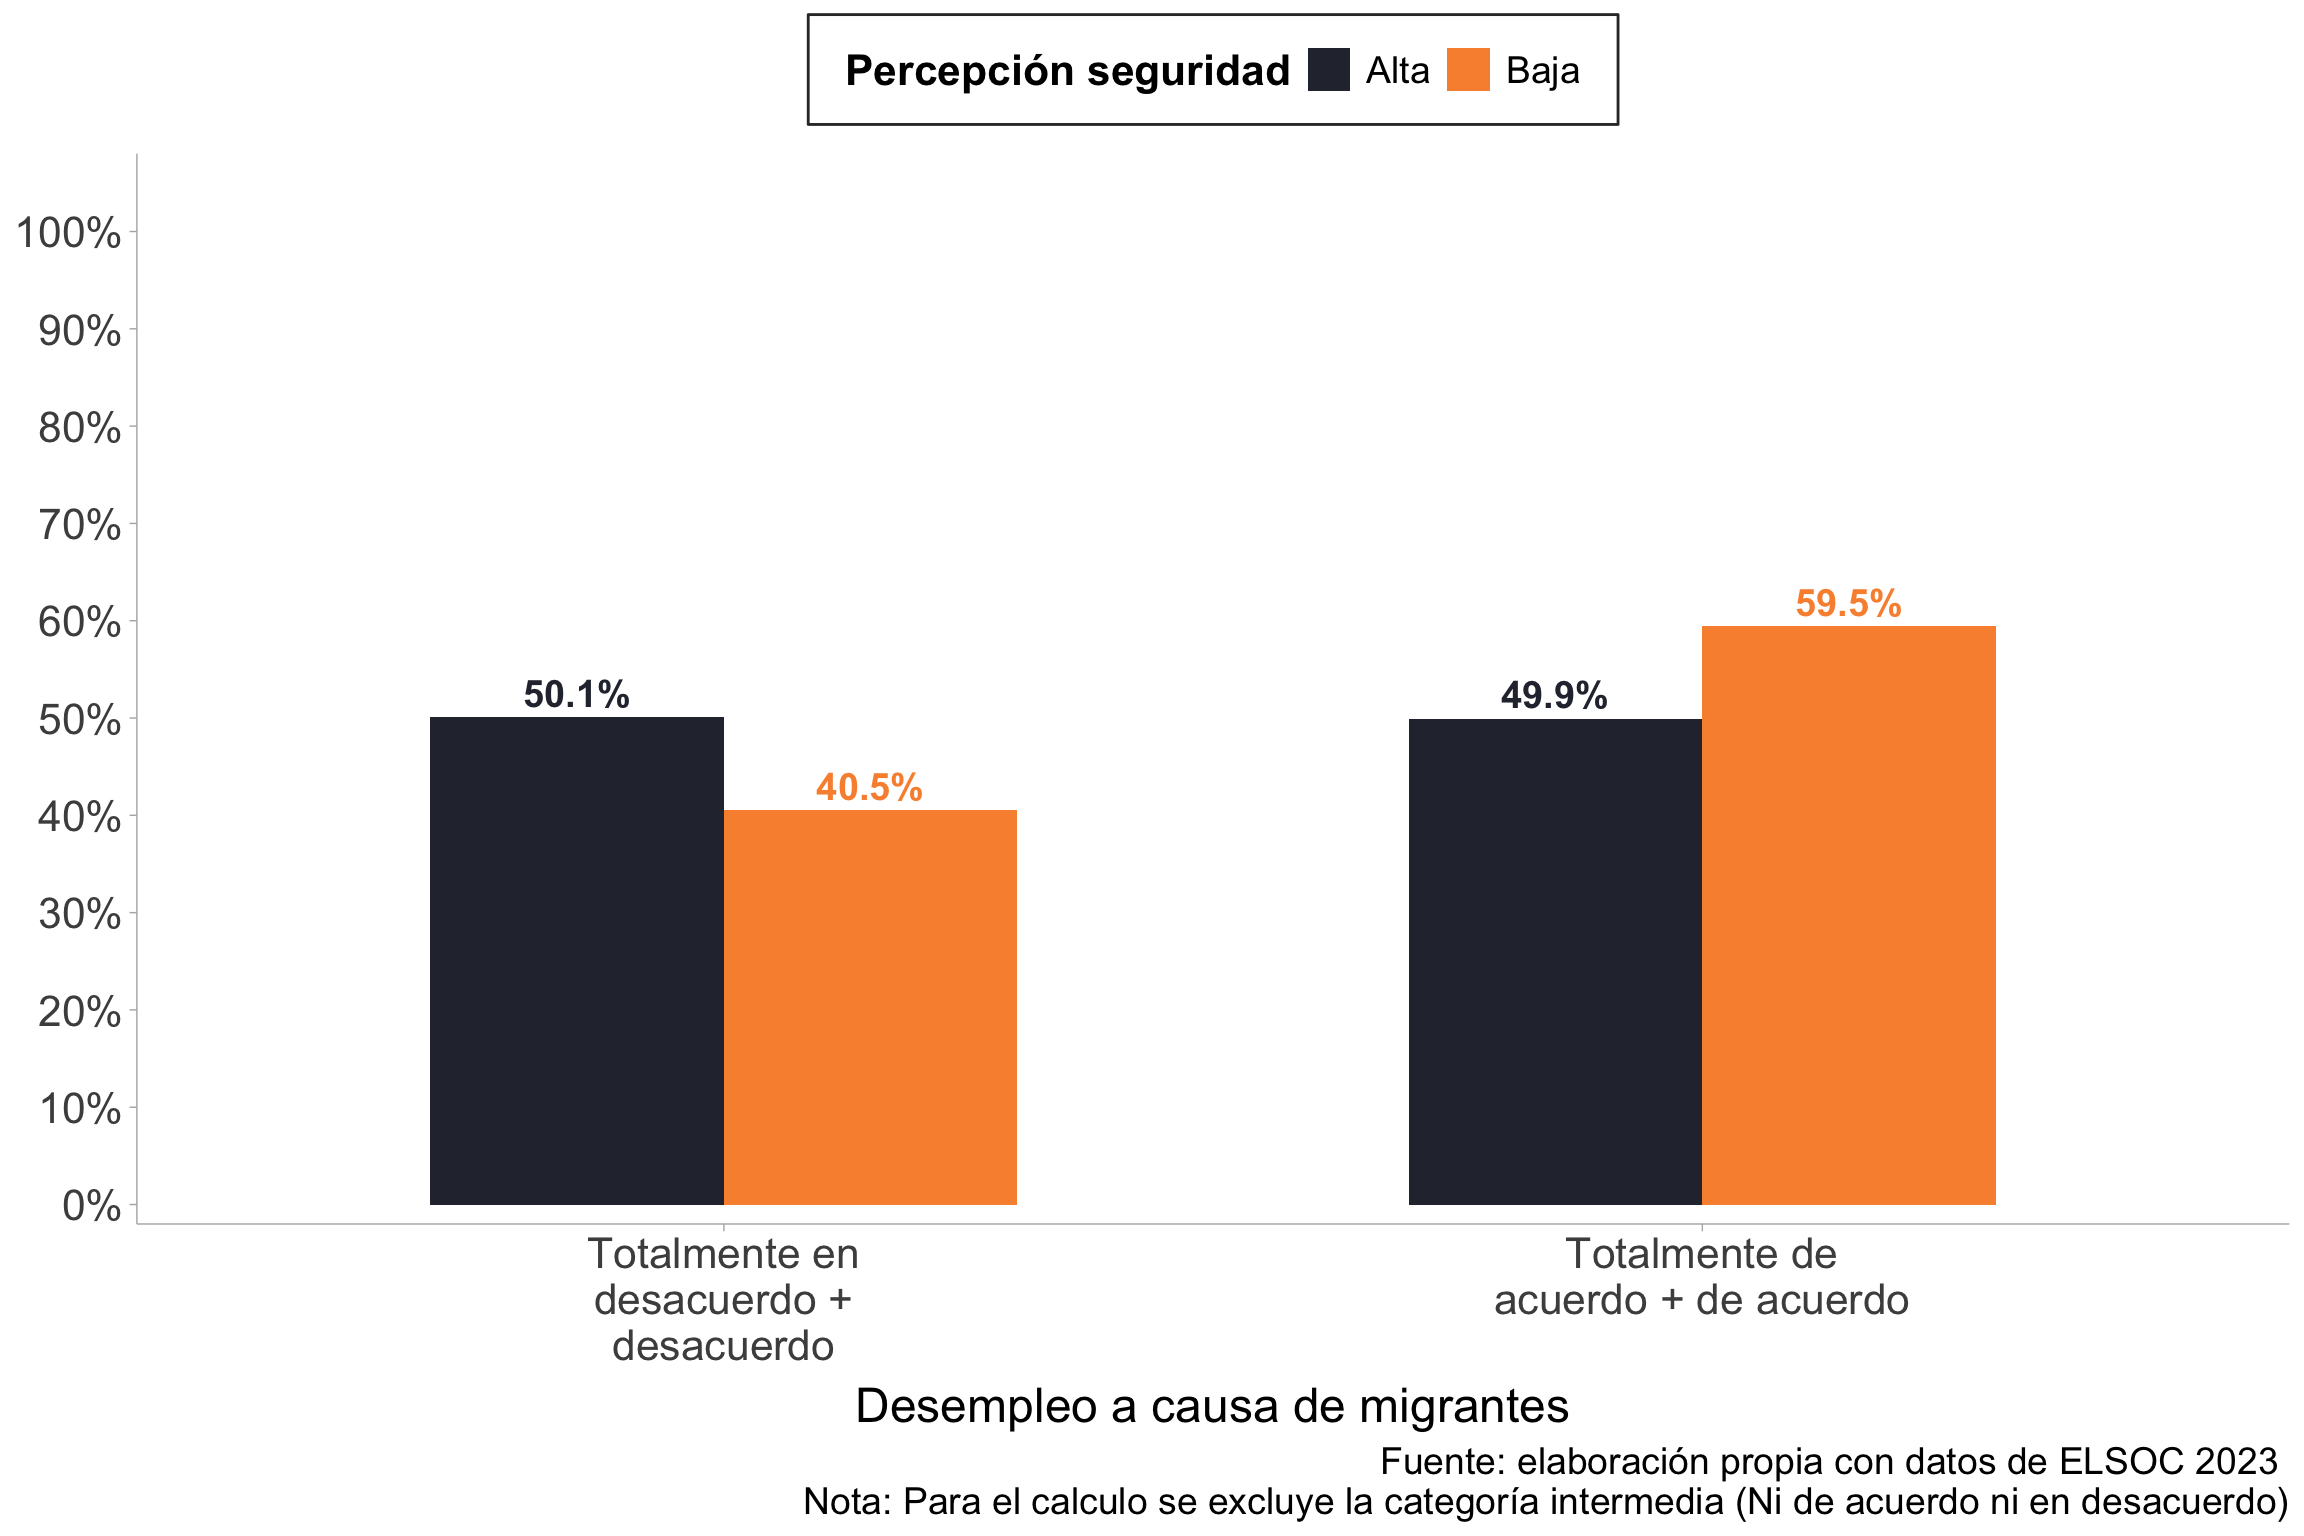 Percepción seguridad Alta Baja
100%
90%
80%
70%
60%
50%
40%
30%
20%
10%
0%
50.1%
40.5%
49.9%
59.5%
Totalmente en
desacuerdo +
desacuerdo
Totalmente de
acuerdo + de acuerdo
Desempleo a causa de migrantes
Fuente: elaboración propia con datos de ELSOC 2023
Nota: Para el calculo se excluye la categoría intermedia (Ni de acuerdo ni en desacuerdo)